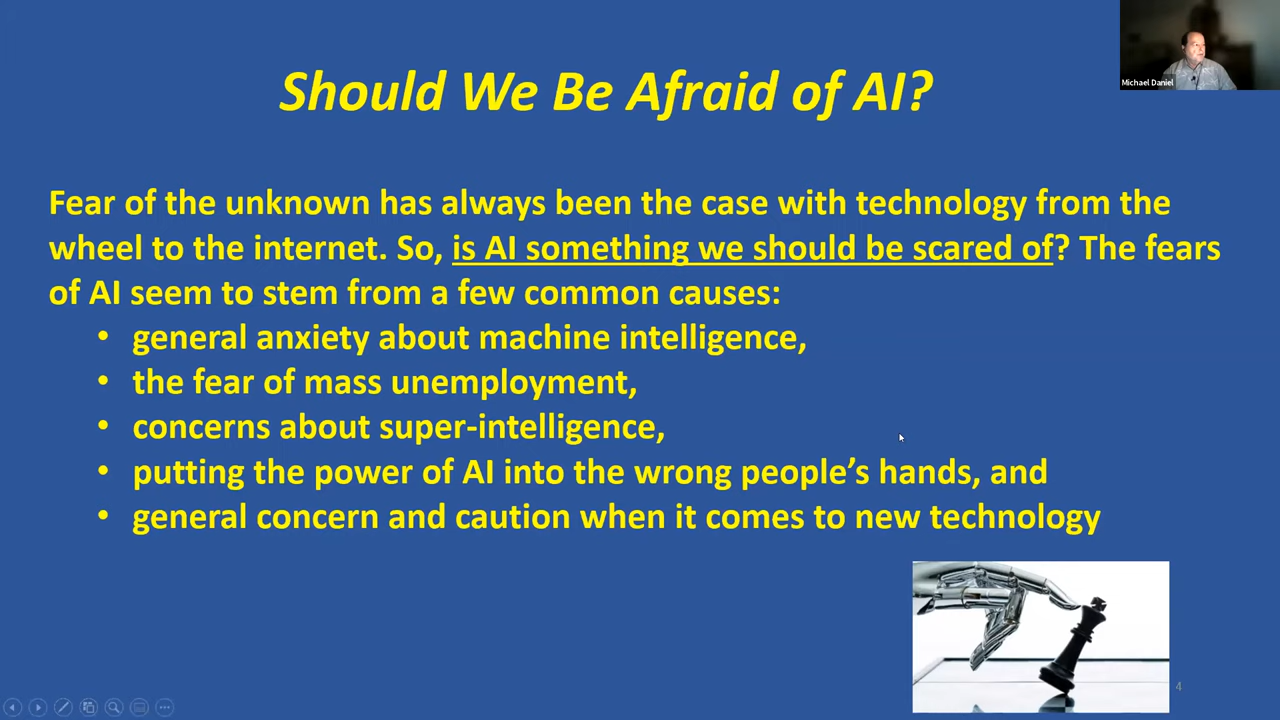 Michael Daniel
Should We Be Afraid of AI?
Fear of the unknown has always been the case with technology from the
wheel to the internet. So, is AI something we should be scared of? The fears
of AI seem to stem from a few common causes:
• general anxiety about machine intelligence,
• the fear of mass unemployment,
• concerns about super-intelligence,
• putting the power of AI into the wrong people’s hands, and
• general concern and caution when it comes to new technology
4